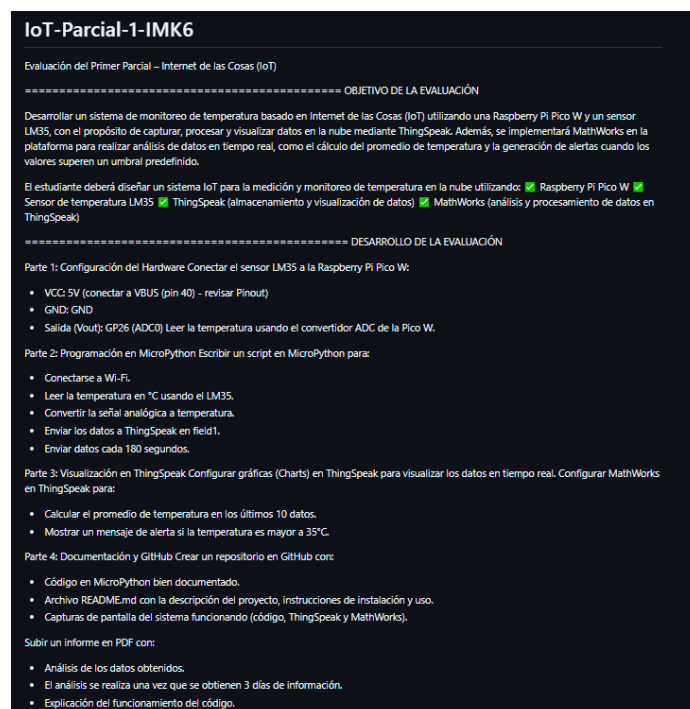 IoT-Parcial-1-IMK6
Evaluación del Primer Parcial – Internet de las Cosas (IoT)
============================================== OBJETIVO DE LA EVALUACIÓN
Desarrollar un sistema de monitoreo de temperatura basado en Internet de las Cosas (IoT) utilizando una Raspberry Pi Pico W y un sensor
LM35, con el propósito de capturar, procesar y visualizar datos en la nube mediante ThingSpeak. Además, se implementará MathWorks en la
plataforma para realizar análisis de datos en tiempo real, como el cálculo del promedio de temperatura y la generación de alertas cuando los
valores superen un umbral predefinido.
El estudiante deberá diseñar un sistema IoT para la medición y monitoreo de temperatura en la nube utilizando: ✅ Raspberry Pi Pico W ✅
Sensor de temperatura LM35 ✅ ThingSpeak (almacenamiento y visualización de datos) ✅ MathWorks (análisis y procesamiento de datos en
ThingSpeak)
=============================================== DESARROLLO DE LA EVALUACIÓN
Parte 1: Configuración del Hardware Conectar el sensor LM35 a la Raspberry Pi Pico W:
• VCC: 5V (conectar a VBUS (pin 40) - revisar Pinout)
• GND: GND
• Salida (Vout): GP26 (ADC0) Leer la temperatura usando el convertidor ADC de la Pico W.
Parte 2: Programación en MicroPython Escribir un script en MicroPython para:
• Conectarse a Wi-Fi.
• Leer la temperatura en °C usando el LM35.
• Convertir la señal analógica a temperatura.
• Enviar los datos a ThingSpeak en field1.
• Enviar datos cada 180 segundos.
Parte 3: Visualización en ThingSpeak Configurar gráficas (Charts) en ThingSpeak para visualizar los datos en tiempo real. Configurar MathWorks
en ThingSpeak para:
• Calcular el promedio de temperatura en los últimos 10 datos.
• Mostrar un mensaje de alerta si la temperatura es mayor a 35°C.
Parte 4: Documentación y GitHub Crear un repositorio en GitHub con:
• Código en MicroPython bien documentado.
• Archivo README.md con la descripción del proyecto, instrucciones de instalación y uso.
• Capturas de pantalla del sistema funcionando (código, ThingSpeak y MathWorks).
Subir un informe en PDF con:
• Análisis de los datos obtenidos.
• El análisis se realiza una vez que se obtienen 3 días de información.
• Explicación del funcionamiento del código.